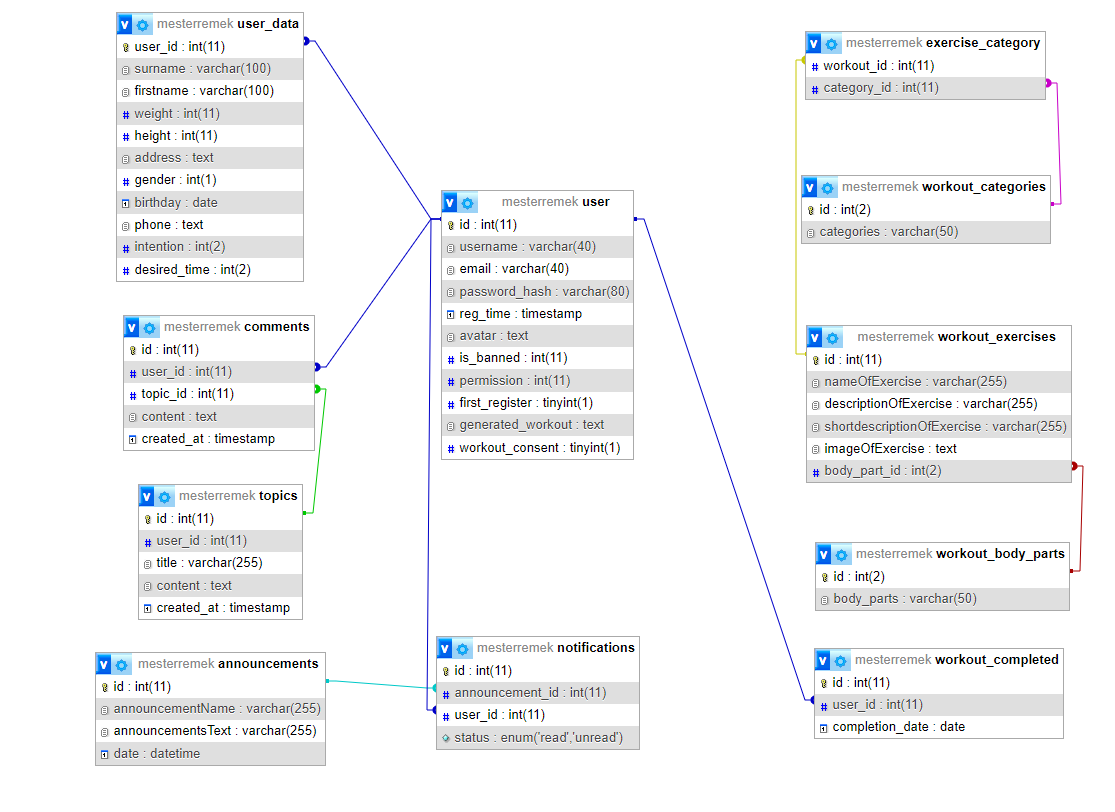 mesterremek user_data
user_id : int(11)
surname : varchar(100)
firstname : varchar(100)
weight : int(11)
height : int(11)
address : text
gender : int(1)
birthday : date
phone : text
intention : int(2)
desired_time : int(2)
mesterremek comments
id : int(11)
user_id : int(11)
topic_id : int(11)
content : text
created_at : timestamp
mesterremek topics
id : int(11)
user_id : int(11)
title : varchar(255)
content : text
created_at : timestamp
mesterremek announcements
id : int(11)
announcementName : varchar(255)
announcementsText : varchar(255)
date : datetime
mesterremek user
id : int(11)
username : varchar(40)
email : varchar(40)
password_hash : varchar(80)
reg_time : timestamp
avatar : text
is_banned : int(11)
permission : int(11)
first_register : tinyint(1)
generated_workout : text
workout_consent : tinyint(1)
mesterremek notifications
id : int(11)
announcement_id : int(11)
user_id : int(11)
status : enum('read','unread')
mesterremek exercise_category
workout_id : int(11)
category_id : int(11)
mesterremek workout_categories
id : int(2)
categories : varchar(50)
mesterremek workout_exercises
id : int(11)
nameOfExercise : varchar(255)
descriptionOfExercise : varchar(255)
shortdescriptionOfExercise : varchar(255)
imageOfExercise : text
body_part_id : int(2)
mesterremek workout_body_parts
id : int(2)
body_parts : varchar(50)
mesterremek workout_completed
id : int(11)
user_id : int(11)
completion_date : date